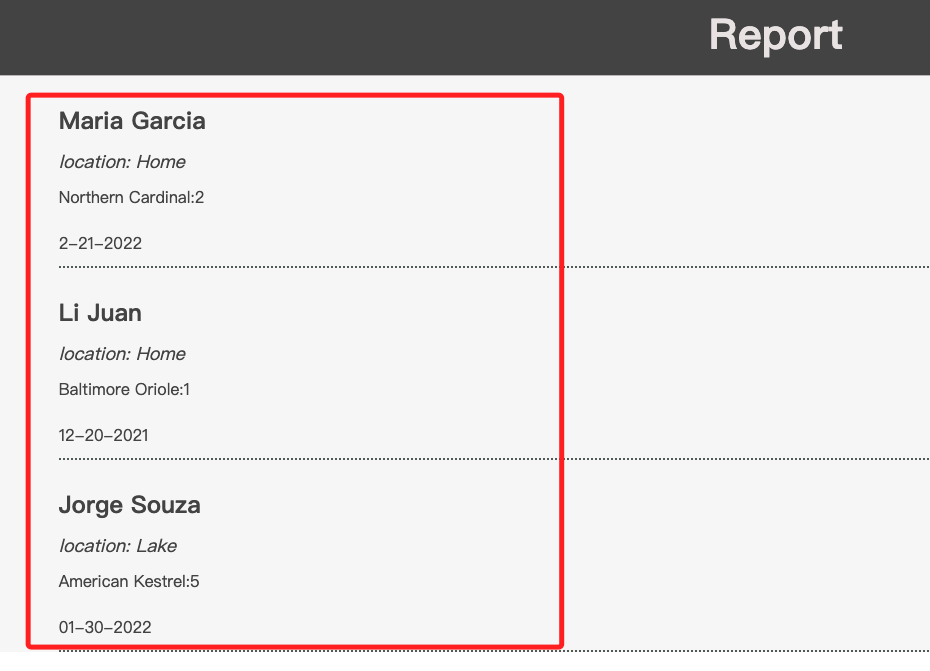 Report
Maria Garcia
location: Home
Northern Cardinal:2
2-21-2022
Li Juan
location: Home
Baltimore Oriole:1
12-20-2021
Jorge Souza
location: Lake
American Kestrel:5
01-30-2022